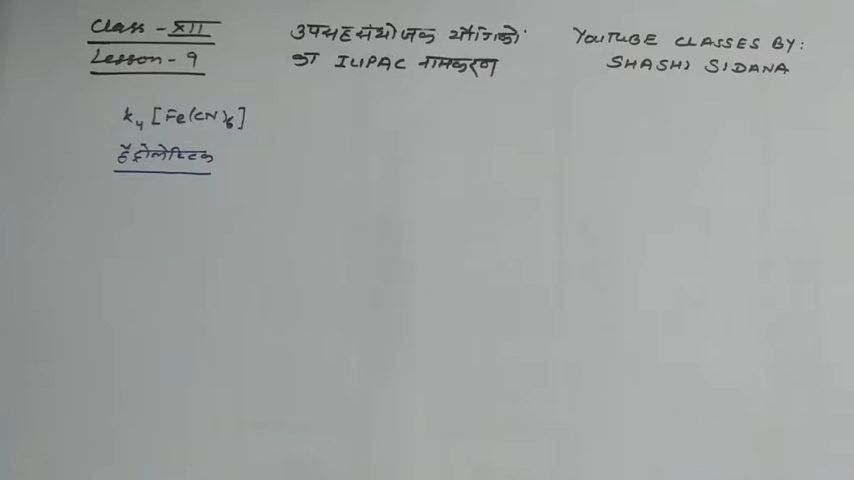 Class - XII
Lesson - 9
उपसहसंयोजक यौगिकों
का IUPAC नामकरण
YOUTUBE CLASSES BY:
SHASHI SIDANA
K4 [Fe(CN)6]
हैट्रोलेप्टिक